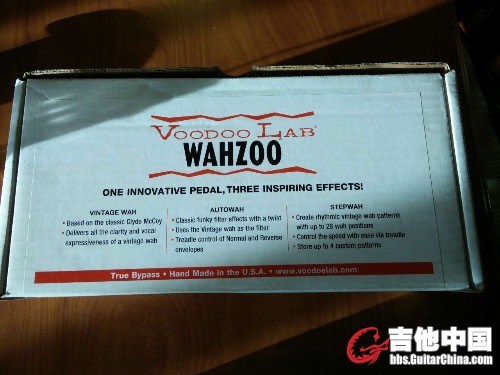 VOODOO LAB®
WAHZOO
ONE INNOVATIVE PEDAL, THREE INSPIRING EFFECTS!
VINTAGE WAH
• Based on the classic Clyde McCoy
• Delivers all the clarity and vocal
expressiveness of a vintage wah
AUTOWAH
• Classic funky filter effects with a twist
• Uses the Vintage wah as the filter
• Treadle control of Normal and Reverse
envelopes
STEPWAH
• Create rhythmic vintage wah patterns
with up to 28 wah positions
• Control the speed with ease via treadle
• Store up to 4 custom patterns
True Bypass • Hand Made in the U.S.A. • www.voodoolab.com
吉他中国
bbs.GuitarChina.com